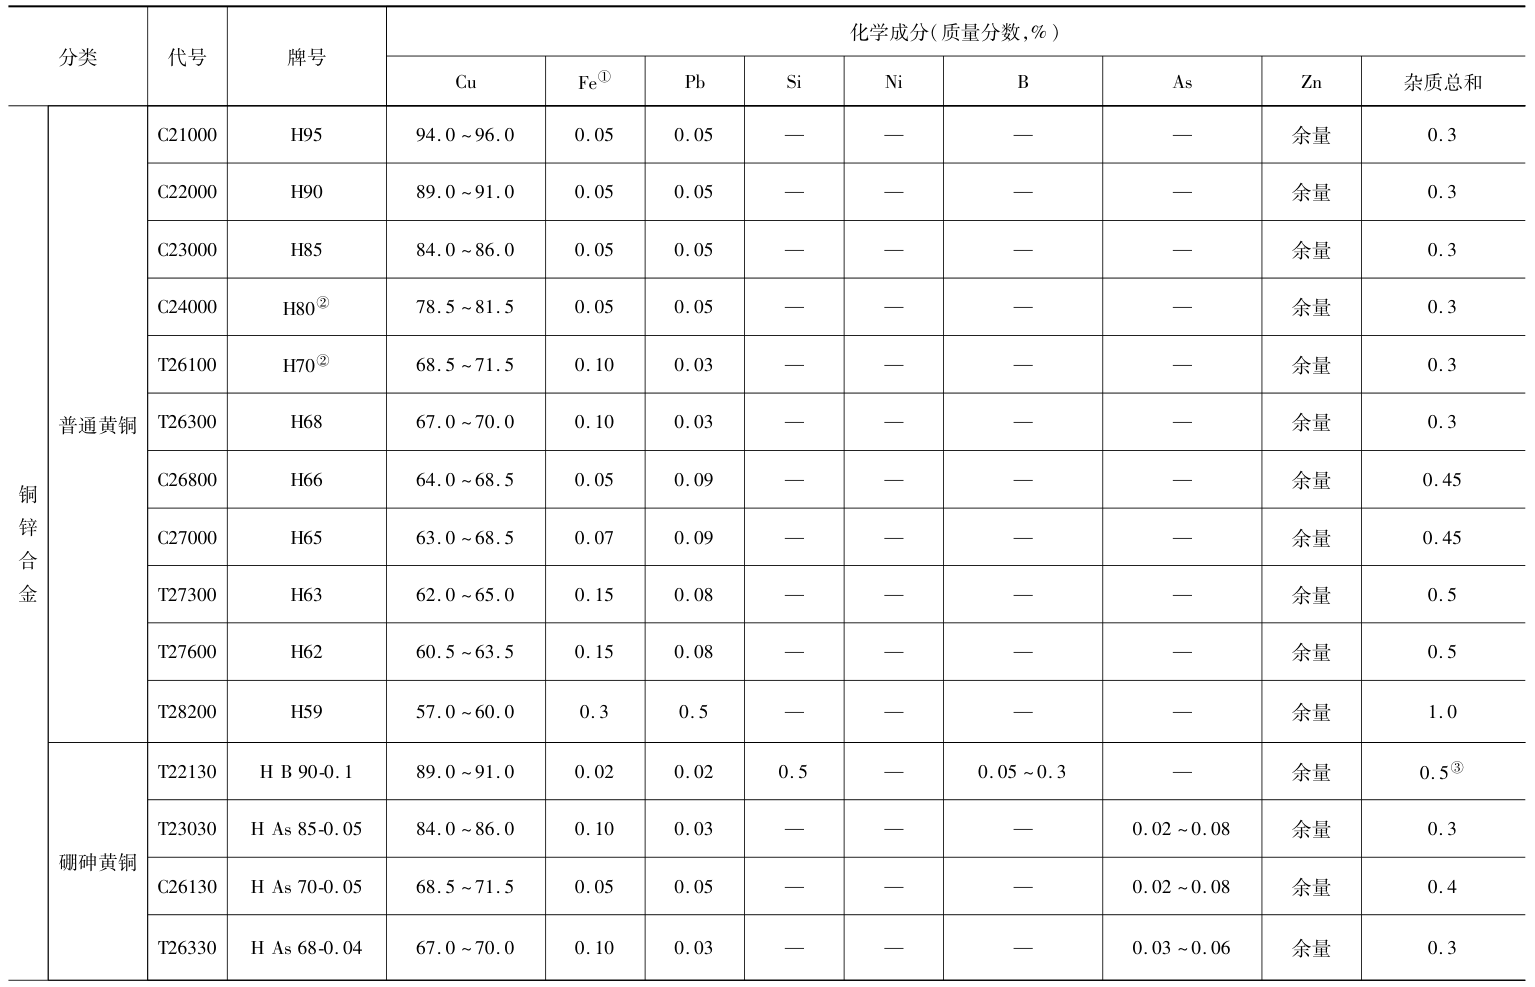 分类 代号 牌号 化学成分(质量分数,%)
Cu Fe① Pb Si Ni B As Zn 杂质总和
铜锌合金
普通黄铜
C21000 H95 94.0~96.0 0.05 0.05 — — — — 余量 0.3
C22000 H90 89.0~91.0 0.05 0.05 — — — — 余量 0.3
C23000 H85 84.0~86.0 0.05 0.05 — — — — 余量 0.3
C24000 H80② 78.5~81.5 0.05 0.05 — — — — 余量 0.3
T26100 H70② 68.5~71.5 0.10 0.03 — — — — 余量 0.3
T26300 H68 67.0~70.0 0.10 0.03 — — — — 余量 0.3
C26800 H66 64.0~68.5 0.05 0.09 — — — — 余量 0.45
C27000 H65 63.0~68.5 0.07 0.09 — — — — 余量 0.45
T27300 H63 62.0~65.0 0.15 0.08 — — — — 余量 0.5
T27600 H62 60.5~63.5 0.15 0.08 — — — — 余量 0.5
T28200 H59 57.0~60.0 0.3 0.5 — — — — 余量 1.0
硼砷黄铜
T22130 H B 90-0.1 89.0~91.0 0.02 0.02 0.5 — 0.05~0.3 — 余量 0.5③
T23030 H As 85-0.05 84.0~86.0 0.10 0.03 — — — 0.02~0.08 余量 0.3
C26130 H As 70-0.05 68.5~71.5 0.05 0.05 — — — 0.02~0.08 余量 0.4
T26330 H As 68-0.04 67.0~70.0 0.10 0.03 — — — 0.03~0.06 余量 0.3